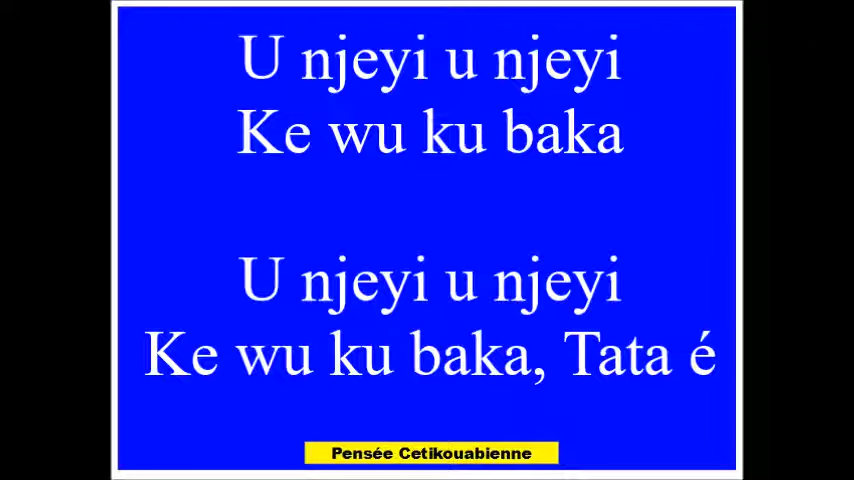 U njeyi u njeyi
Ke wu ku baka
U njeyi u njeyi
Ke wu ku baka, Tata é
Pensée Cetikouabienne